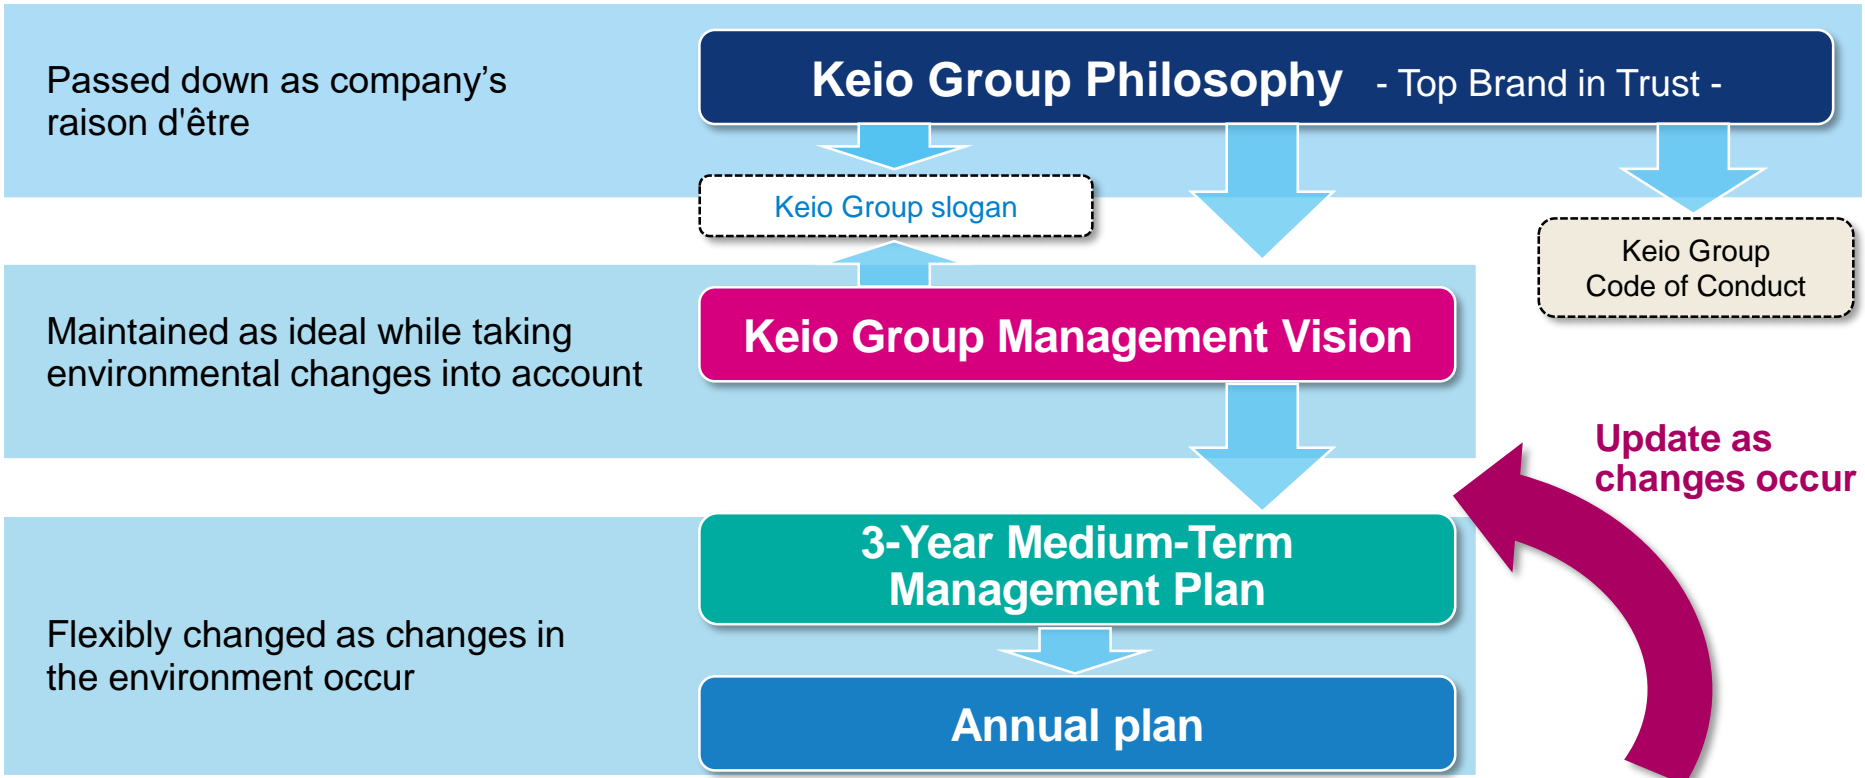 Passed down as company's
raison d'être
Keio Group Philosophy - Top Brand in Trust -
Keio Group slogan
Keio Group
Code of Conduct
Maintained as ideal while taking
environmental changes into account
Keio Group Management Vision
Update as
changes occur
Flexibly changed as changes in
the environment occur
3-Year Medium-Term
Management Plan
Annual plan